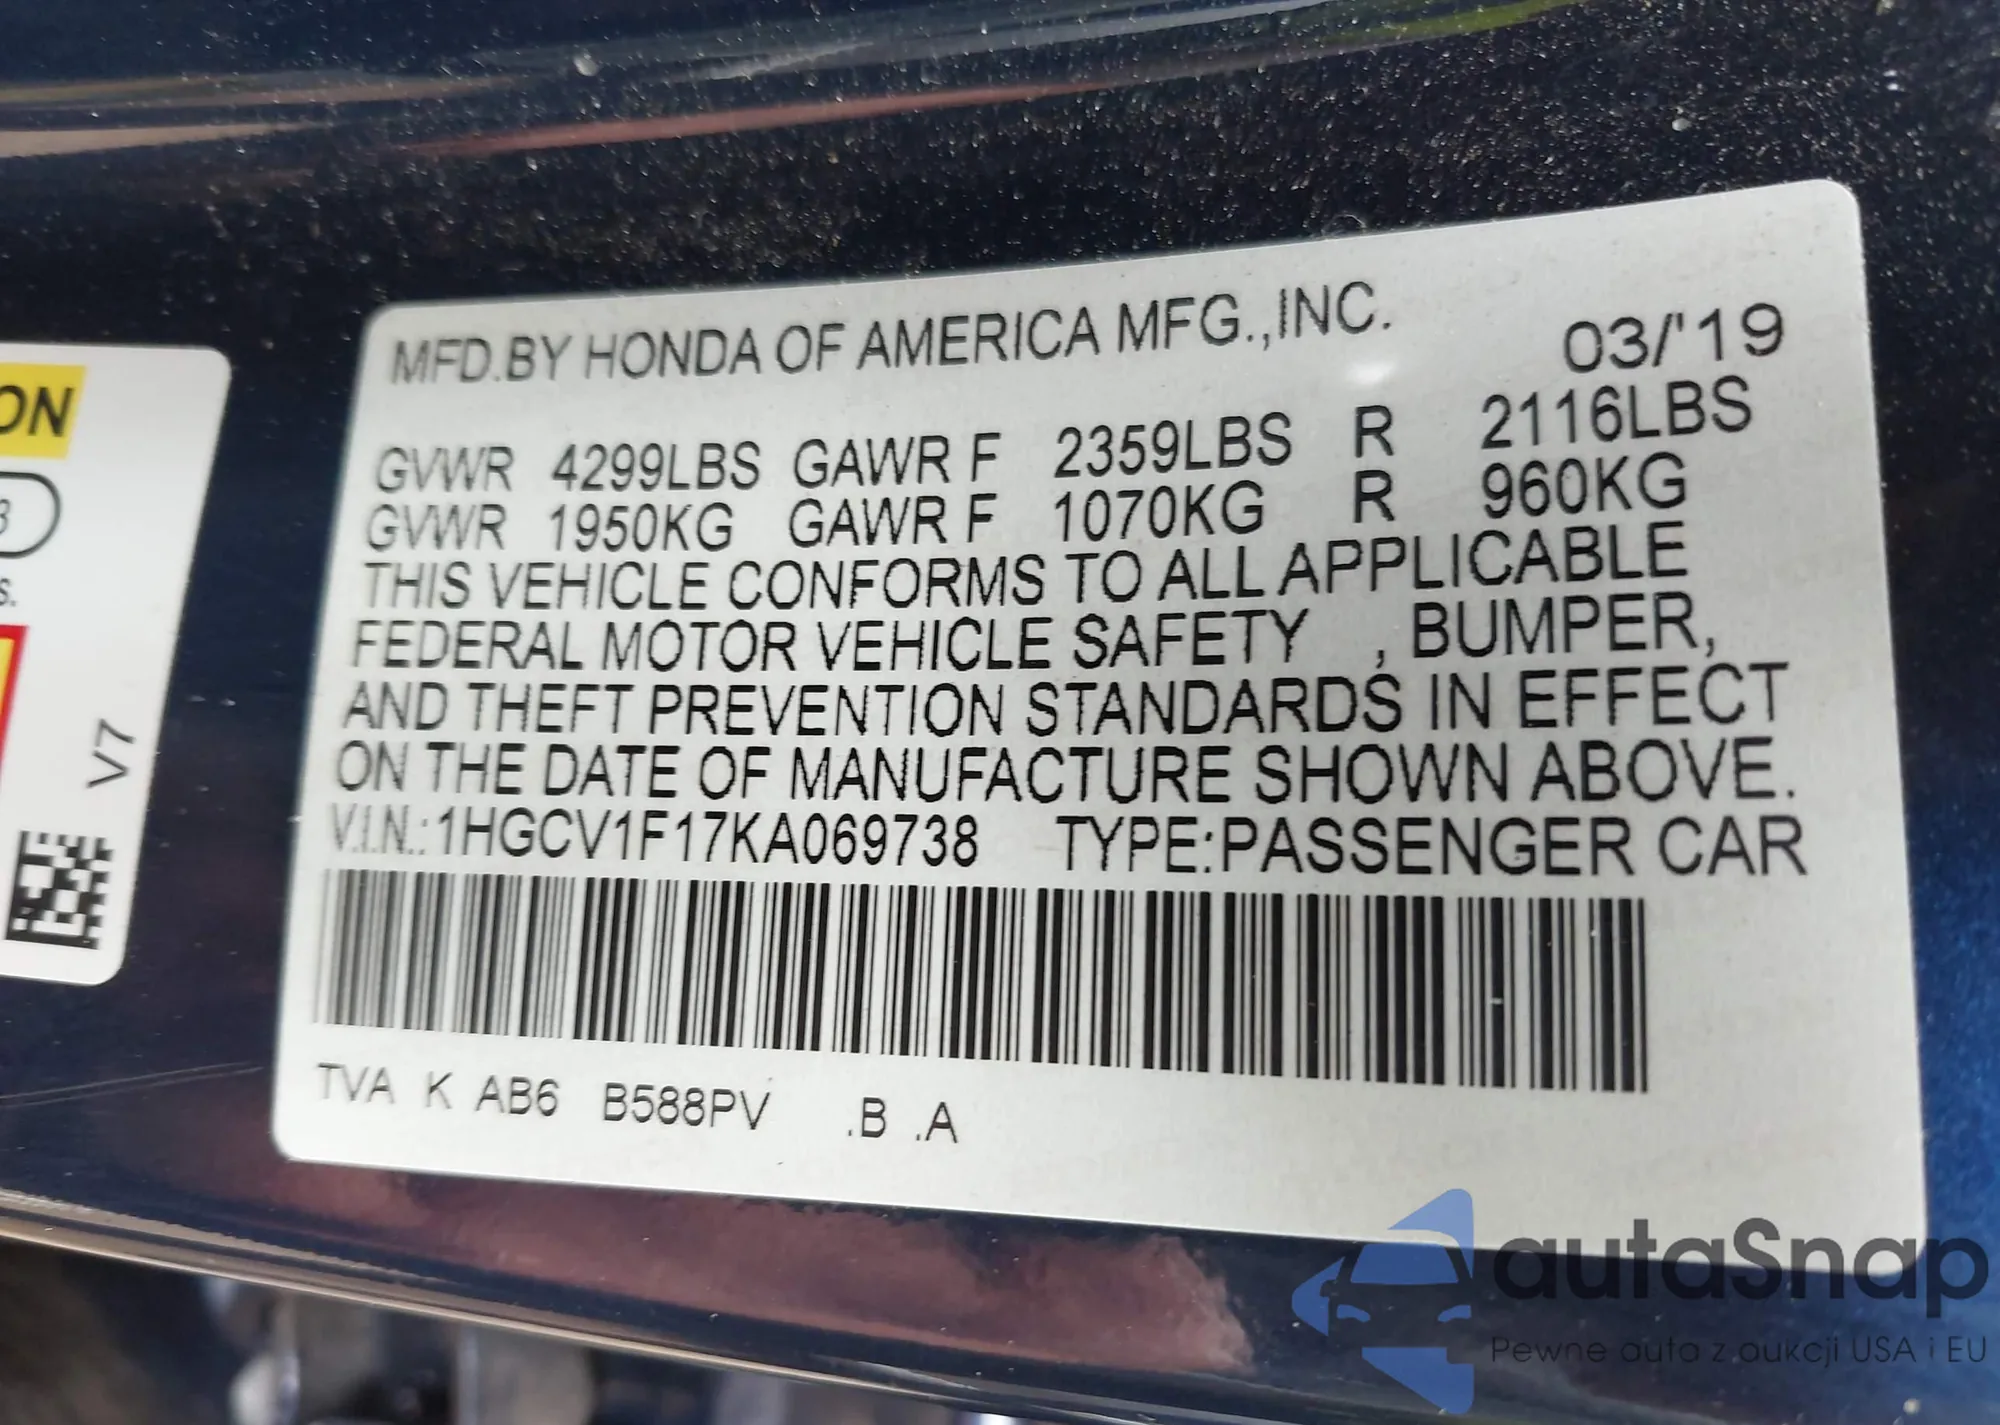 MFD.BY HONDA OF AMERICA MFG.,INC. 03/'19
GVWR 4299LBS GAWR F 2359LBS R 2116LBS
GVWR 1950KG GAWR F 1070KG R 960KG
THIS VEHICLE CONFORMS TO ALL APPLICABLE
FEDERAL MOTOR VEHICLE SAFETY , BUMPER,
AND THEFT PREVENTION STANDARDS IN EFFECT
ON THE DATE OF MANUFACTURE SHOWN ABOVE.
V.I.N.:1HGCV1F17KA069738 TYPE:PASSENGER CAR
TVA K AB6 B588PV .B .A
ON
3
s.
V7
autaSnap
Pewne auta z aukcji USA i EU